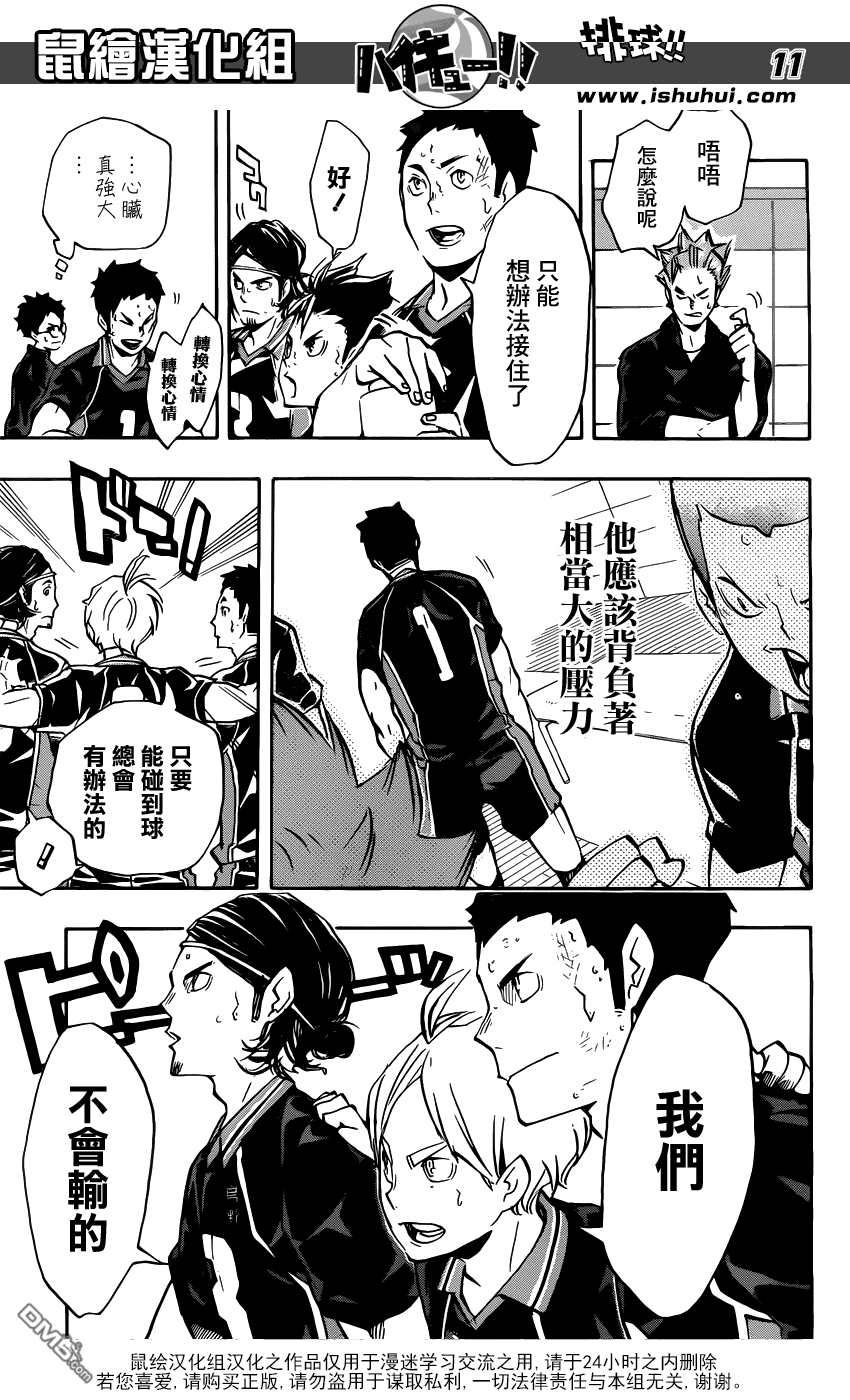 鼠繪漢化組
ハイキュー!!
排球!!
11
www.ishuhui.com
唔唔
怎麼說呢
只能
想辦法接住了
好!
…心臟
真強大
…
轉換心情
轉換心情
他應該背負著
相當大的壓力
1
ドン!
只要
能碰到球
總會
有辦法的
!
我們
不會輸的
烏野
鼠绘汉化组汉化之作品仅用于漫迷学习交流之用,请于24小时之内删除
若您喜爱,请购买正版,请勿盗用于谋取私利,一切法律责任与本组无关,谢谢。